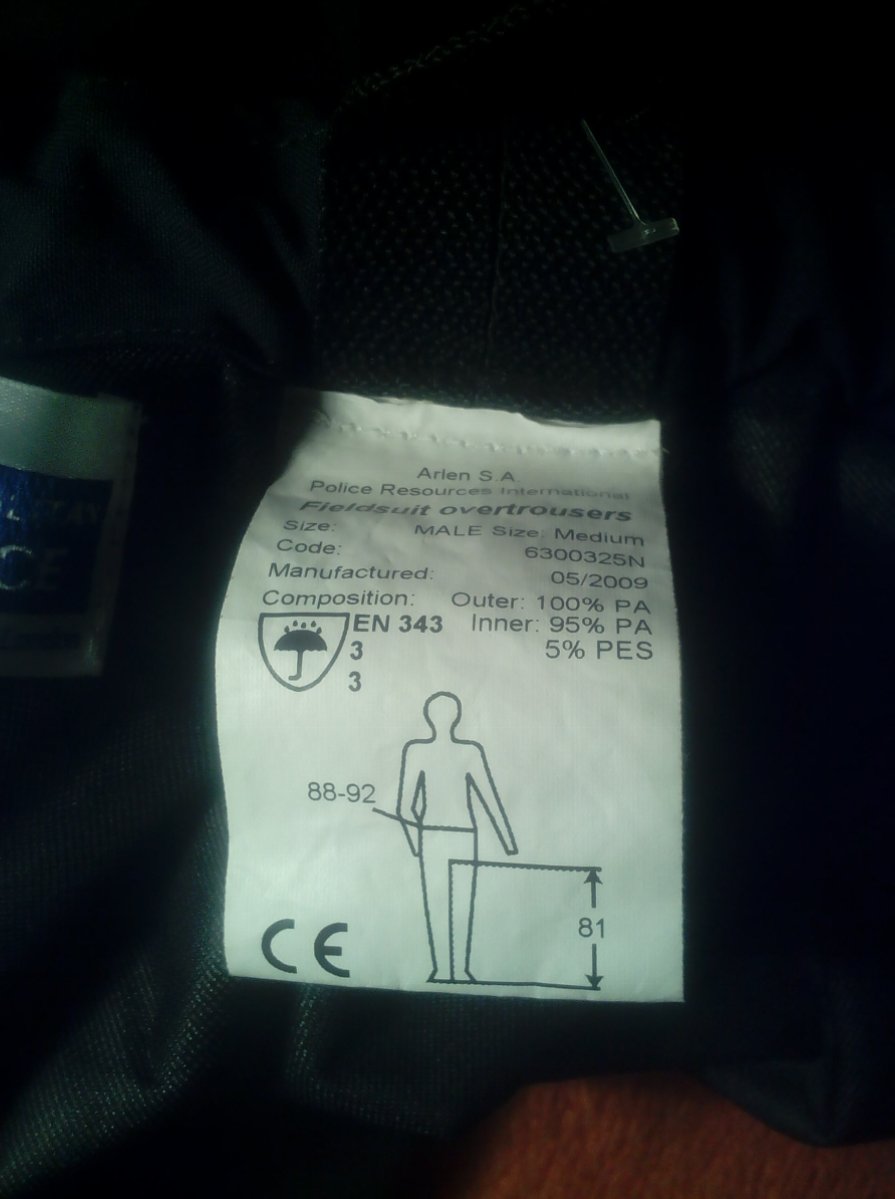 Arlen S.A.
Police Resources International
Fieldsuit overtrousers
Size: MALE Size: Medium
Code: 6300325N
Manufactured: 05/2009
Composition: Outer: 100% PA
EN 343 Inner: 95% PA
3 5% PES
3
88-92
81
CE